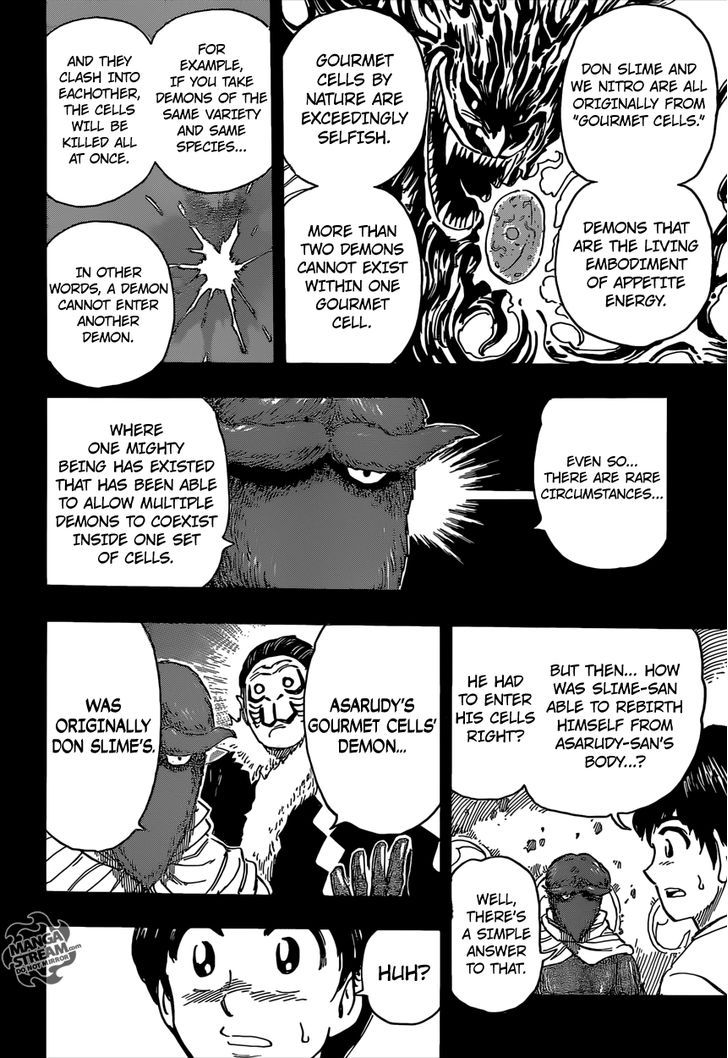 DON SLIME AND
WE NITRO ARE ALL
ORIGINALLY FROM
"GOURMET CELLS."
DEMONS THAT
ARE THE LIVING
EMBODIMENT
OF APPETITE
ENERGY.
GOURMET
CELLS BY
NATURE ARE
EXCEEDINGLY
SELFISH.
MORE THAN
TWO DEMONS
CANNOT EXIST
WITHIN ONE
GOURMET
CELL.
FOR
EXAMPLE,
IF YOU TAKE
DEMONS OF THE
SAME VARIETY
AND SAME
SPECIES...
AND THEY
CLASH INTO
EACHOTHER,
THE CELLS
WILL BE
KILLED ALL
AT ONCE.
IN OTHER
WORDS, A DEMON
CANNOT ENTER
ANOTHER
DEMON.
EVEN SO...
THERE ARE RARE
CIRCUMSTANCES...
WHERE
ONE MIGHTY
BEING HAS EXISTED
THAT HAS BEEN ABLE
TO ALLOW MULTIPLE
DEMONS TO COEXIST
INSIDE ONE SET
OF CELLS.
BUT THEN... HOW
WAS SLIME-SAN
ABLE TO REBIRTH
HIMSELF FROM
ASARUDY-SAN'S
BODY...?
HE HAD
TO ENTER
HIS CELLS
RIGHT?
WELL,
THERE'S
A SIMPLE
ANSWER
TO THAT.
ASARUDY'S
GOURMET CELLS'
DEMON...
WAS
ORIGINALLY
DON SLIME'S.
HUH?
MANGA
STREAM.com
DO NOT MIRROR